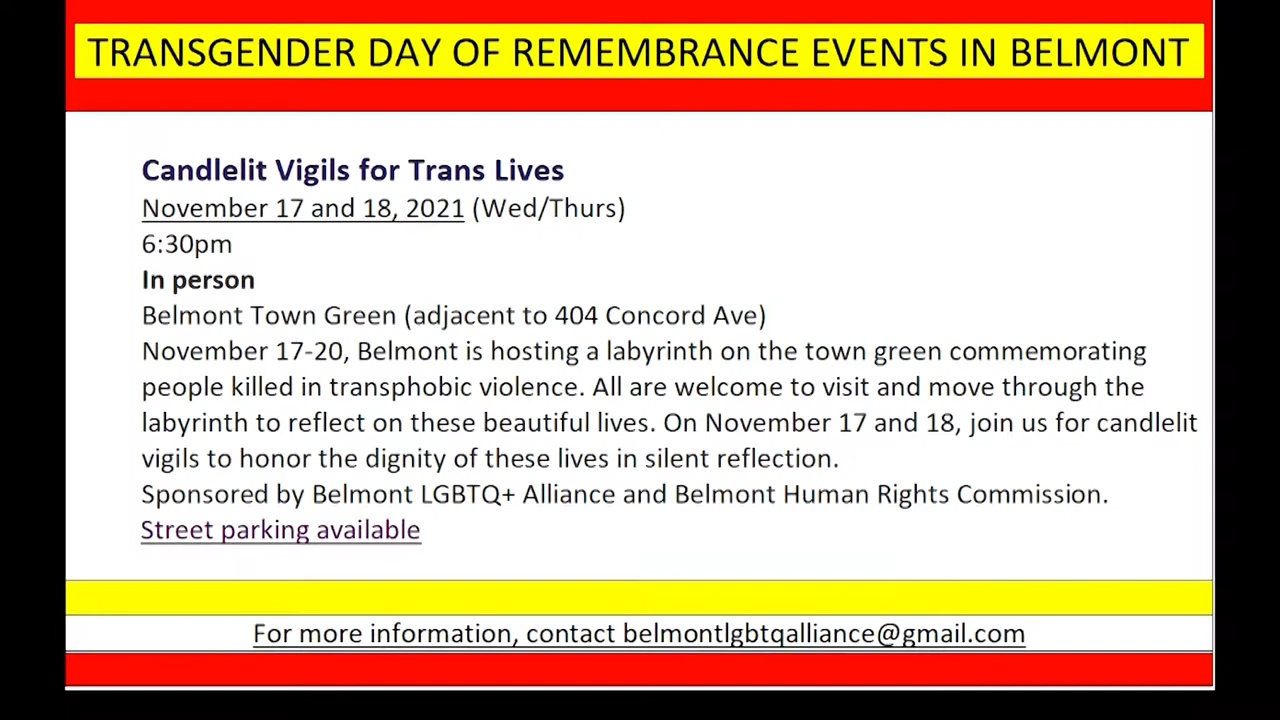 TRANSGENDER DAY OF REMEMBRANCE EVENTS IN BELMONT
Candlelit Vigils for Trans Lives
November 17 and 18, 2021 (Wed/Thurs)
6:30pm
In person
Belmont Town Green (adjacent to 404 Concord Ave)
November 17-20, Belmont is hosting a labyrinth on the town green commemorating
people killed in transphobic violence. All are welcome to visit and move through the
labyrinth to reflect on these beautiful lives. On November 17 and 18, join us for candlelit
vigils to honor the dignity of these lives in silent reflection.
Sponsored by Belmont LGBTQ+ Alliance and Belmont Human Rights Commission.
Street parking available
For more information, contact belmontlgbtqalliance@gmail.com